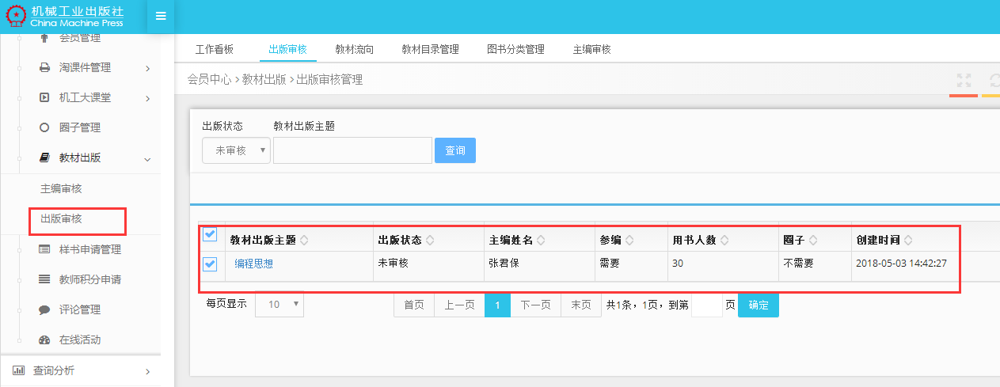 机械工业出版社
China Machine Press
会员管理
淘课件管理
机工大课堂
圈子管理
教材出版
主编审核
出版审核
样书申请管理
教师积分申请
评论管理
在线活动
查询分析
工作看板 出版审核 教材流向 教材目录管理 图书分类管理 主编审核
会员中心 > 教材出版 > 出版审核管理
出版状态 教材出版主题
未审核 查询
教材出版主题 出版状态 主编姓名 参编 用书人数 圈子 创建时间
编程思想 未审核 张君保 需要 30 不需要 2018-05-03 14:42:27
每页显示 10 首页 上一页 1 下一页 末页 共1条，1页，到第 页 确定